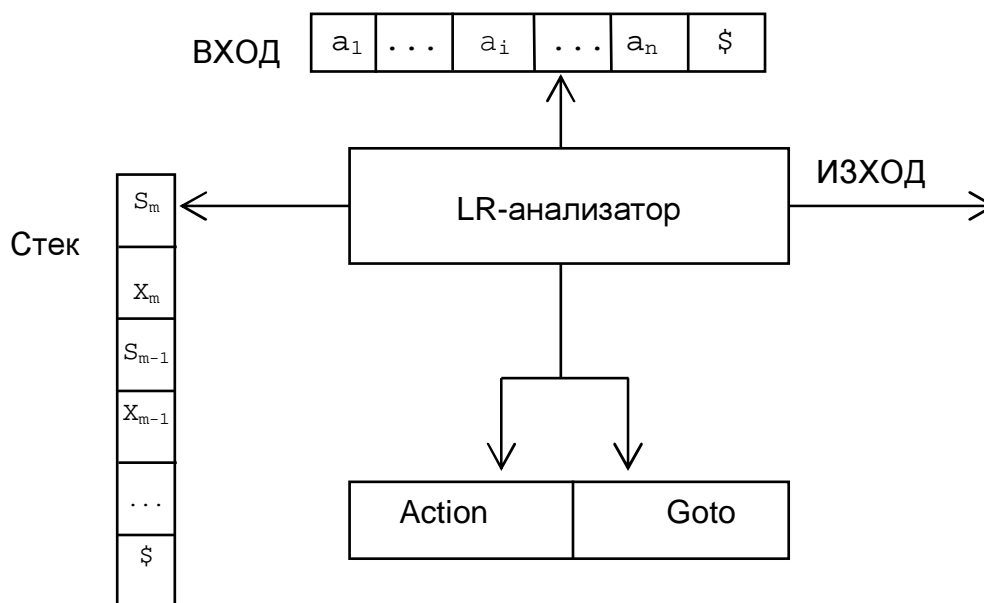 ВХОД
a1 ... ai ... an $
LR-анализатор
ИЗХОД
Стек
Sm
Xm
Sm-1
Xm-1
...
$
Action Goto